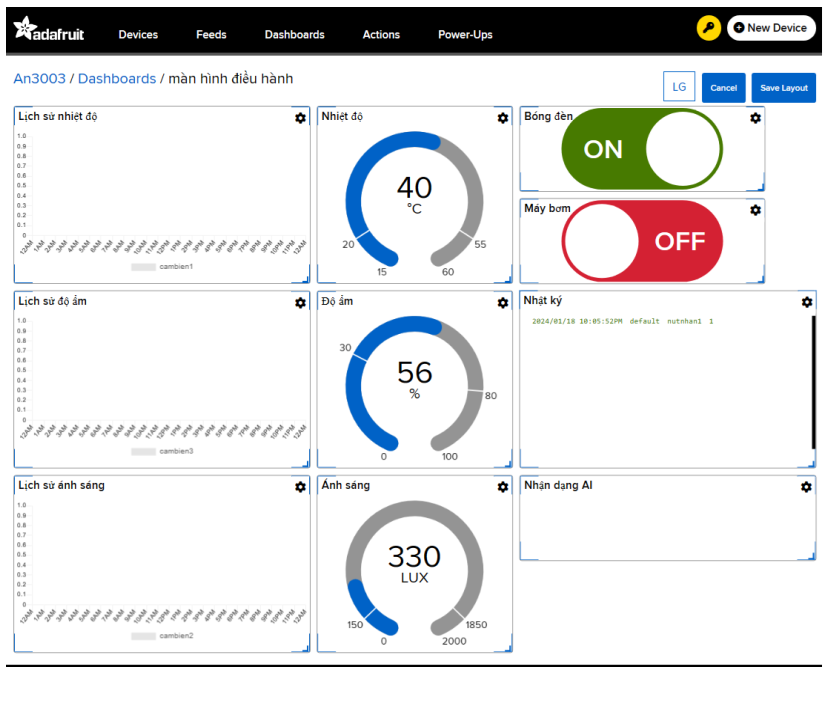 adafruit
Devices Feeds Dashboards Actions Power-Ups
New Device
An3003 / Dashboards / màn hình điều hành
LG Cancel Save Layout
Lịch sử nhiệt độ
1.0
0.9
0.8
0.7
0.6
0.5
0.4
0.3
0.2
0.1
0
12AM 1AM 2AM 3AM 4AM 5AM 6AM 7AM 8AM 9AM 10AM 11AM 12PM 1PM 2PM 3PM 4PM 5PM 6PM 7PM 8PM 9PM 10PM 11PM 12AM
cambien1
Nhiệt độ
40
°C
20 55
15 60
Bóng đèn
ON
Máy bơm
OFF
Lịch sử độ ẩm
1.0
0.9
0.8
0.7
0.6
0.5
0.4
0.3
0.2
0.1
0
12AM 1AM 2AM 3AM 4AM 5AM 6AM 7AM 8AM 9AM 10AM 11AM 12PM 1PM 2PM 3PM 4PM 5PM 6PM 7PM 8PM 9PM 10PM 11PM 12AM
cambien3
Độ ẩm
30
56
%
80
0 100
Nhật ký
2024/01/18 10:05:52PM default nutnhan1 1
Lịch sử ánh sáng
1.0
0.9
0.8
0.7
0.6
0.5
0.4
0.3
0.2
0.1
0
12AM 1AM 2AM 3AM 4AM 5AM 6AM 7AM 8AM 9AM 10AM 11AM 12PM 1PM 2PM 3PM 4PM 5PM 6PM 7PM 8PM 9PM 10PM 11PM 12AM
cambien2
Ánh sáng
330
LUX
150 1850
0 2000
Nhận dạng AI